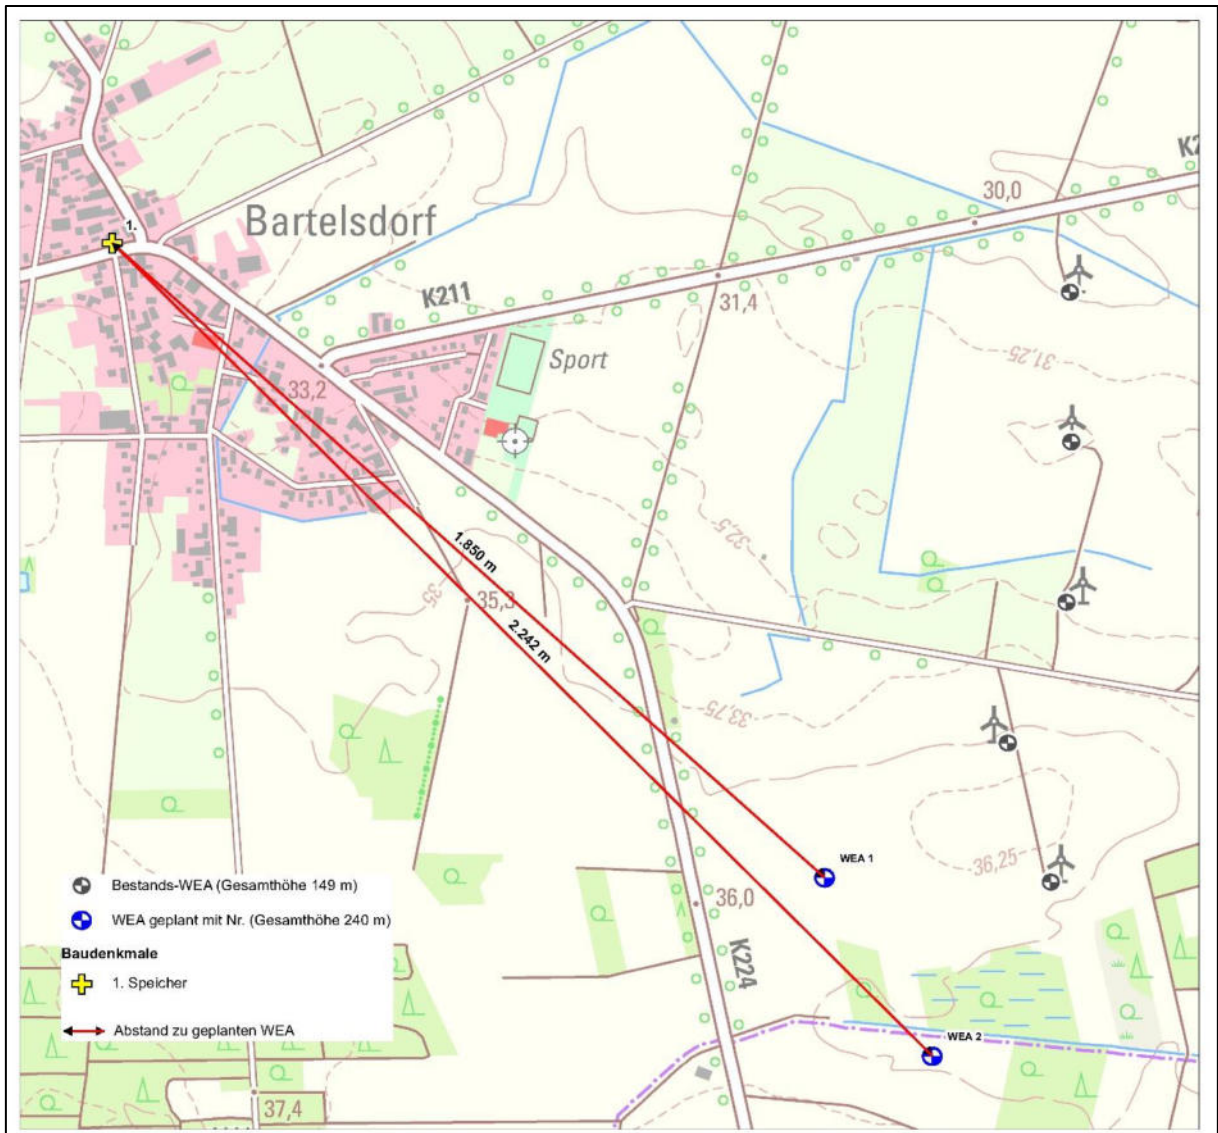 K2
30,0
1.
Bartelsdorf
K211
31,4
31,25
Sport
33,2
32,5
1.850 m
35
35,3
2.242 m
33,75
WEA 1
36,25
Bestands-WEA (Gesamthöhe 149 m)
36,0
WEA geplant mit Nr. (Gesamthöhe 240 m)
Baudenkmale
K224
1. Speicher
Abstand zu geplanten WEA
WEA 2
37,4